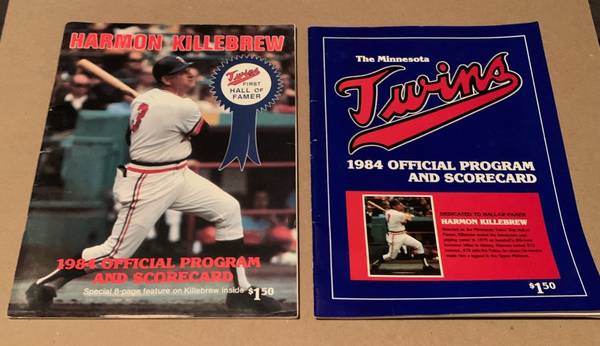 HARMON KILLEBREW
Twins
FIRST
HALL OF
FAMER
3
1984 OFFICIAL PROGRAM
AND SCORECARD
Special 8-page feature on Killebrew inside $1.50
The Minnesota
Twins
1984 OFFICIAL PROGRAM
AND SCORECARD
DEDICATED TO HALL-OF-FAMER
HARMON KILLEBREW
$1.50